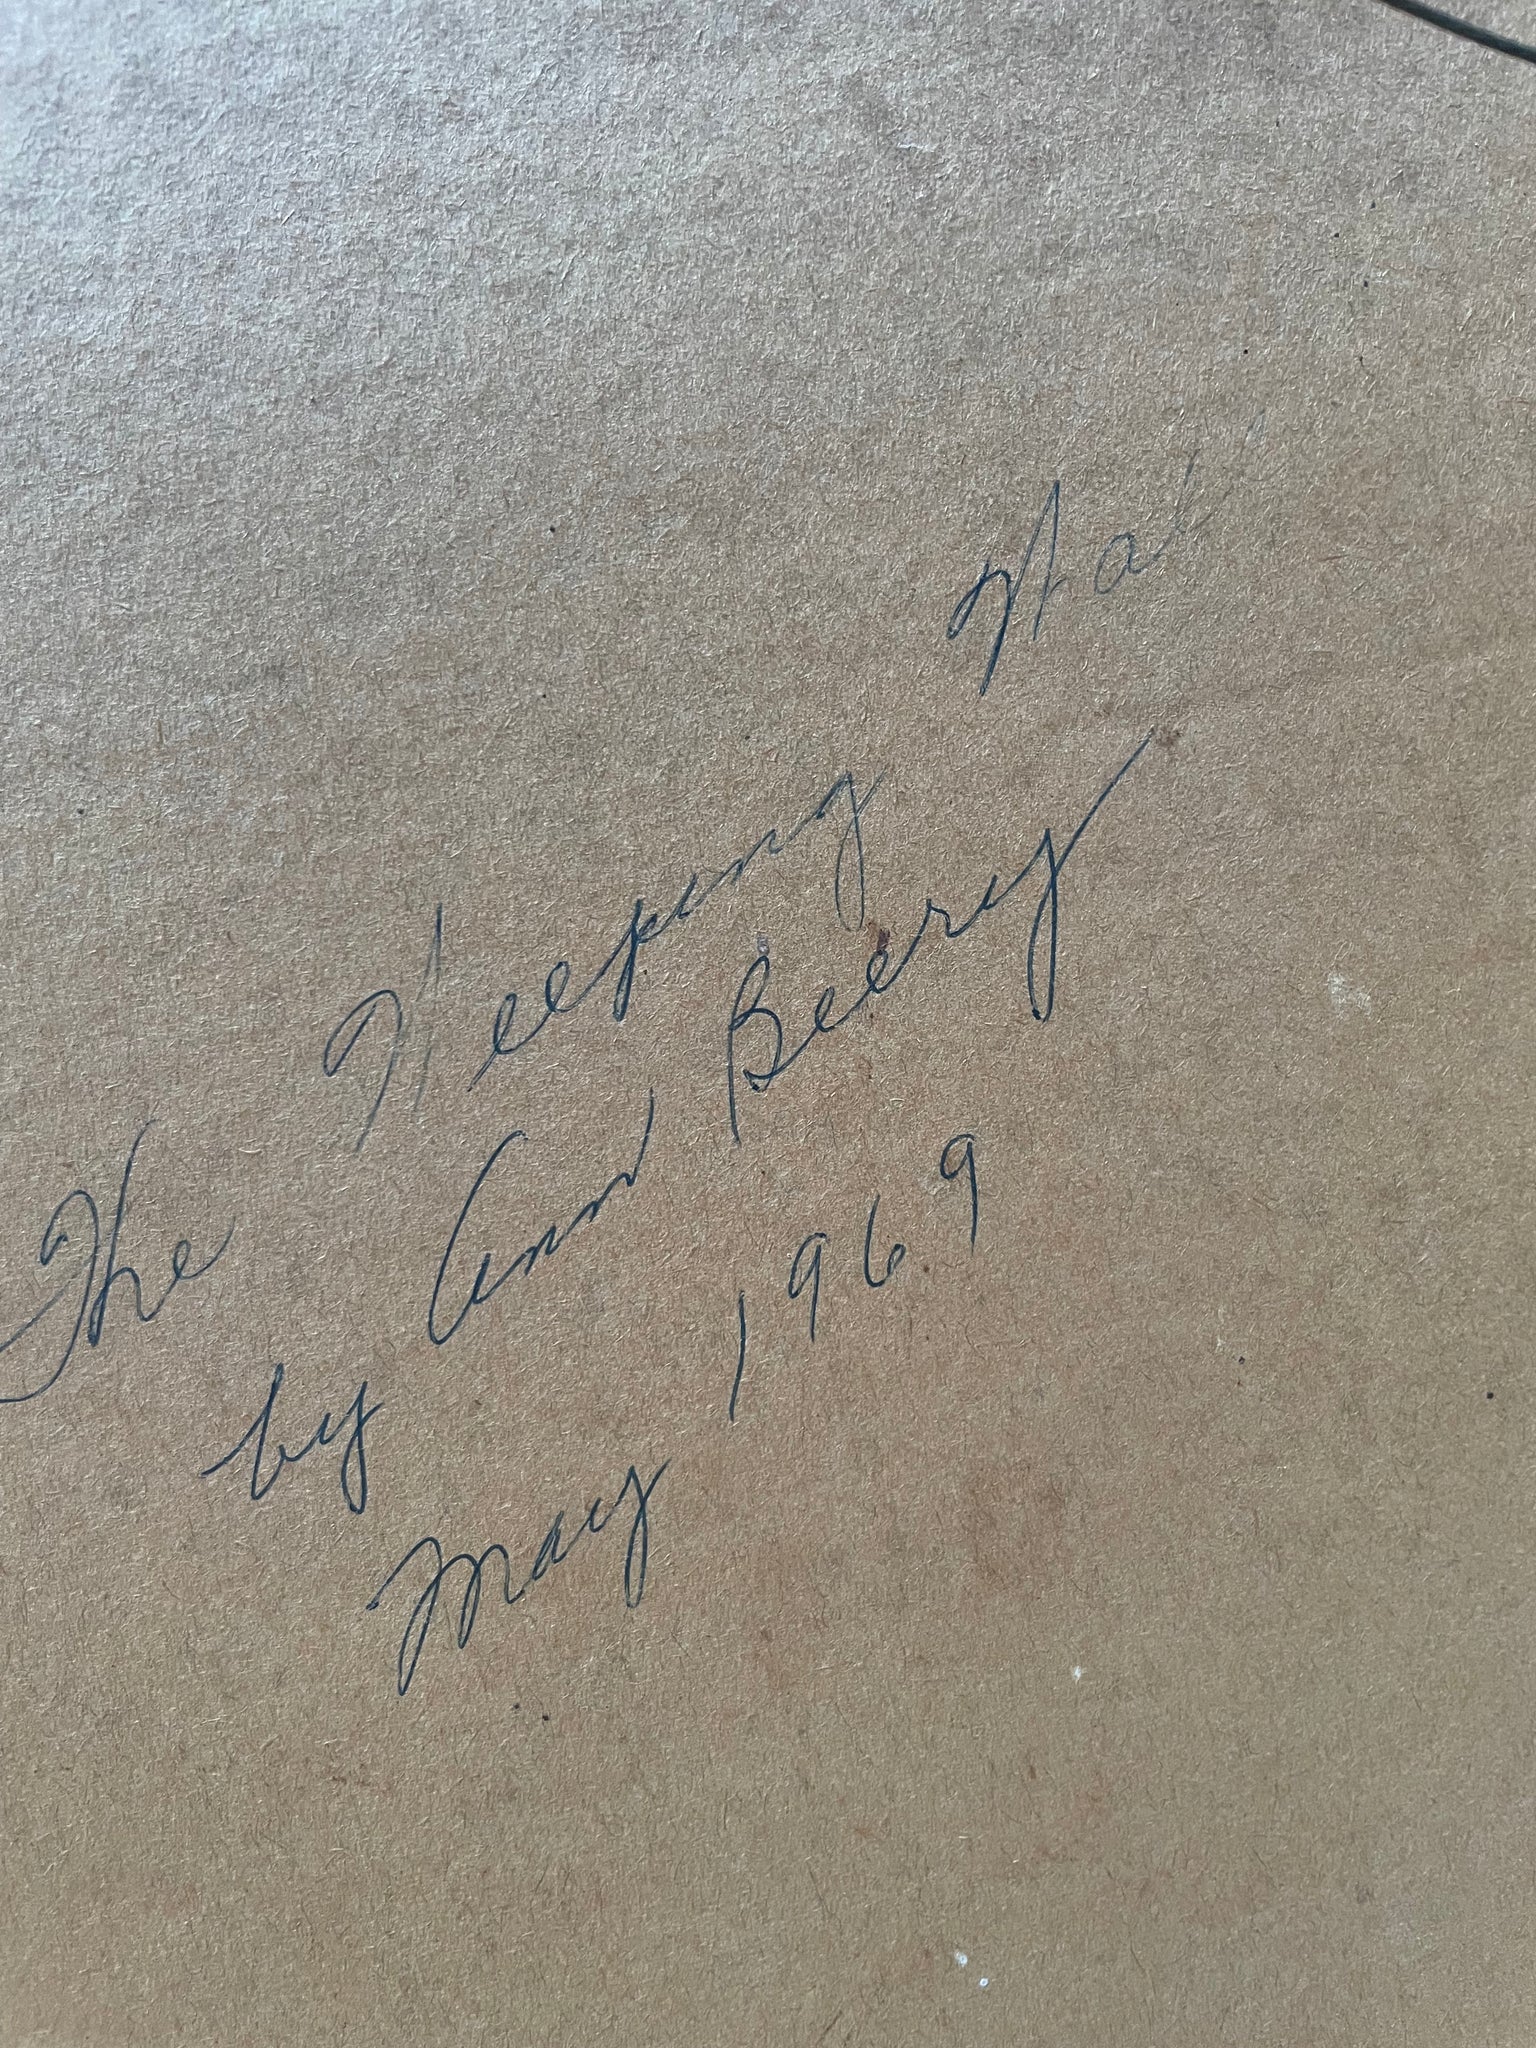 The Weeping
by Ann Beery
May 1969